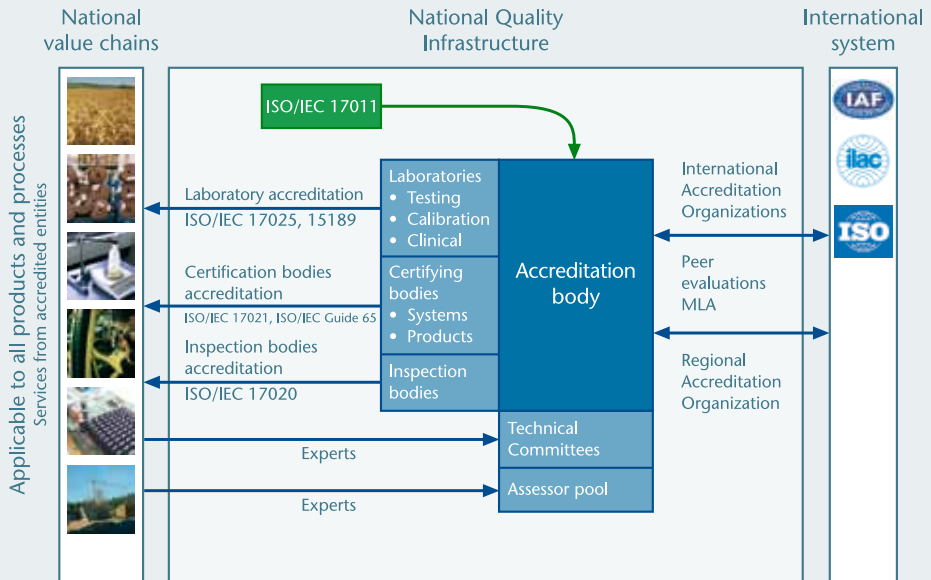 National
value chains
National Quality
Infrastructure
International
system
Applicable to all products and processes
Services from accredited entities
ISO/IEC 17011
Laboratory accreditation
ISO/IEC 17025, 15189
Certification bodies
accreditation
ISO/IEC 17021, ISO/IEC Guide 65
Inspection bodies
accreditation
ISO/IEC 17020
Experts
Experts
Laboratories
• Testing
• Calibration
• Clinical
Certifying
bodies
• Systems
• Products
Inspection
bodies
Accreditation
body
Technical
Committees
Assessor pool
International
Accreditation
Organizations
Peer
evaluations
MLA
Regional
Accreditation
Organization
IAF
ilac
ISO